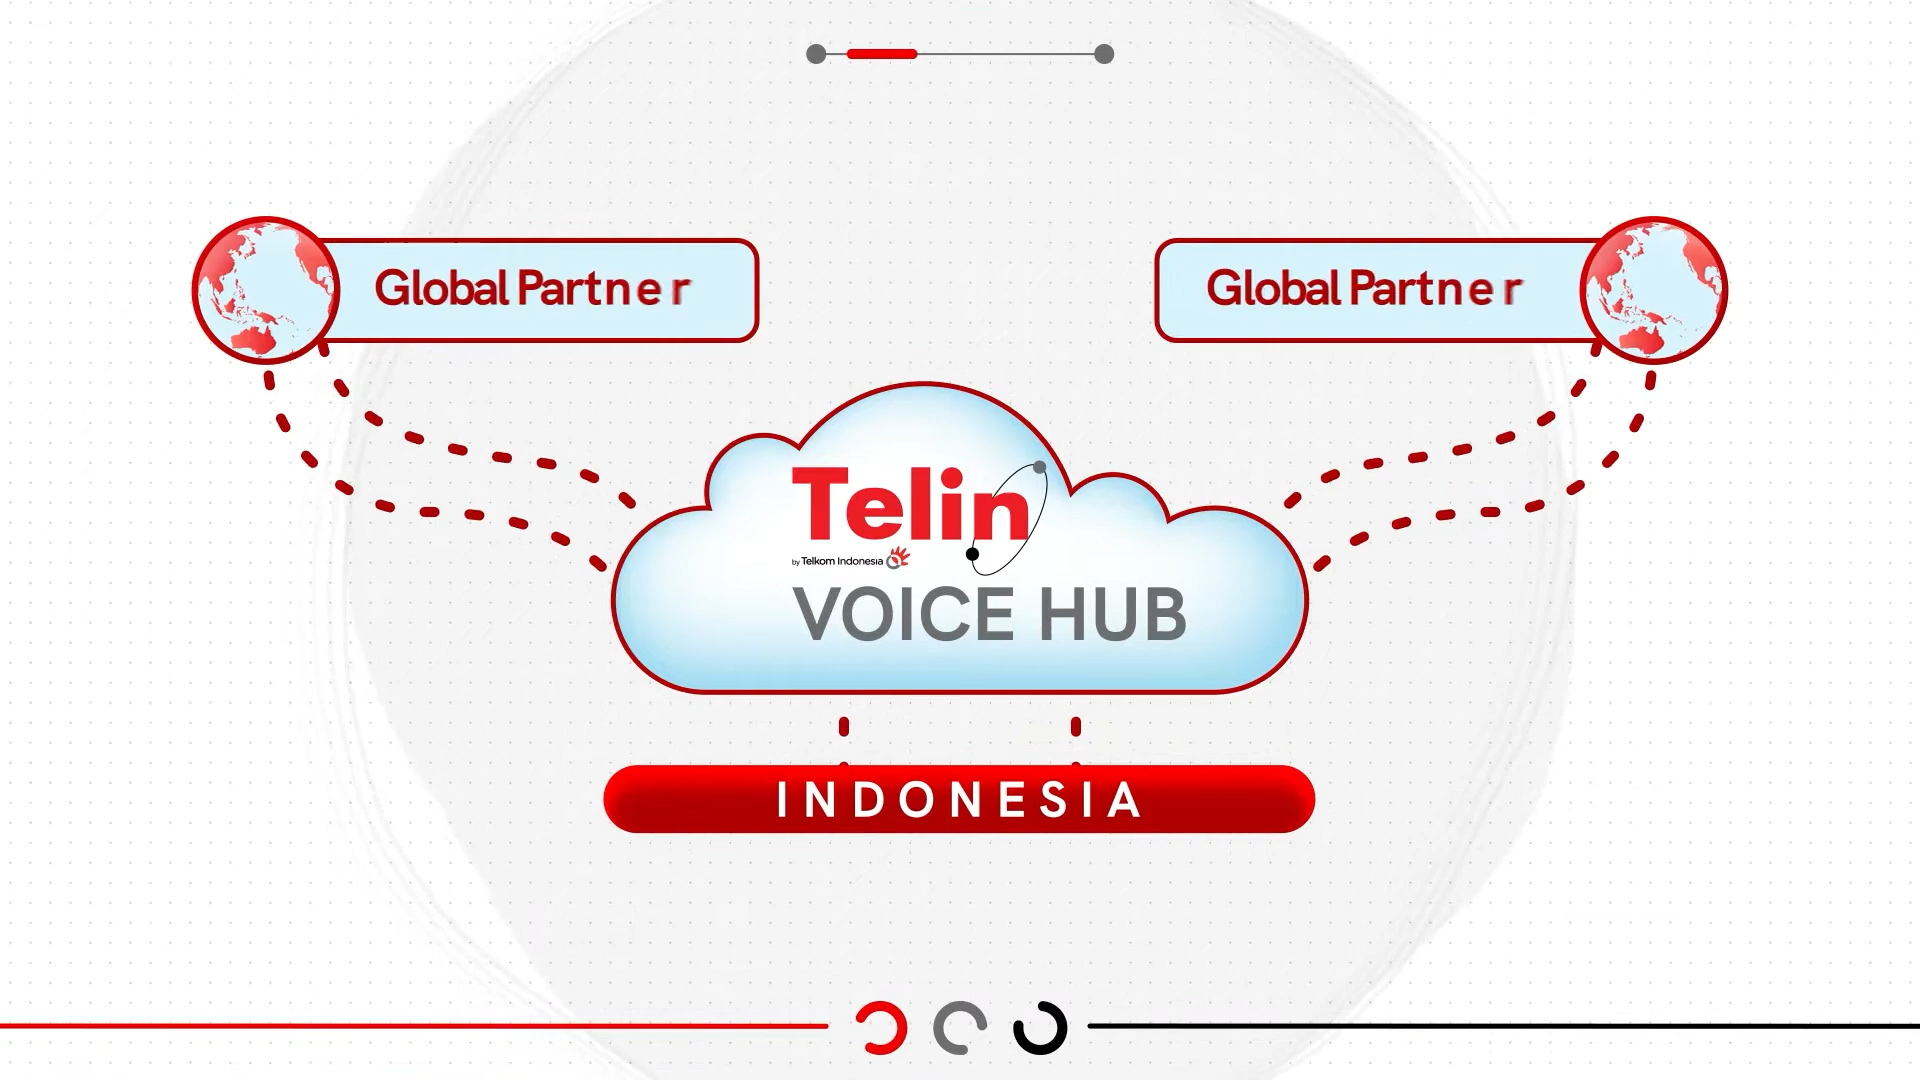 Global Partner
Global Partner
Telin
by Telkom Indonesia
VOICE HUB
INDONESIA